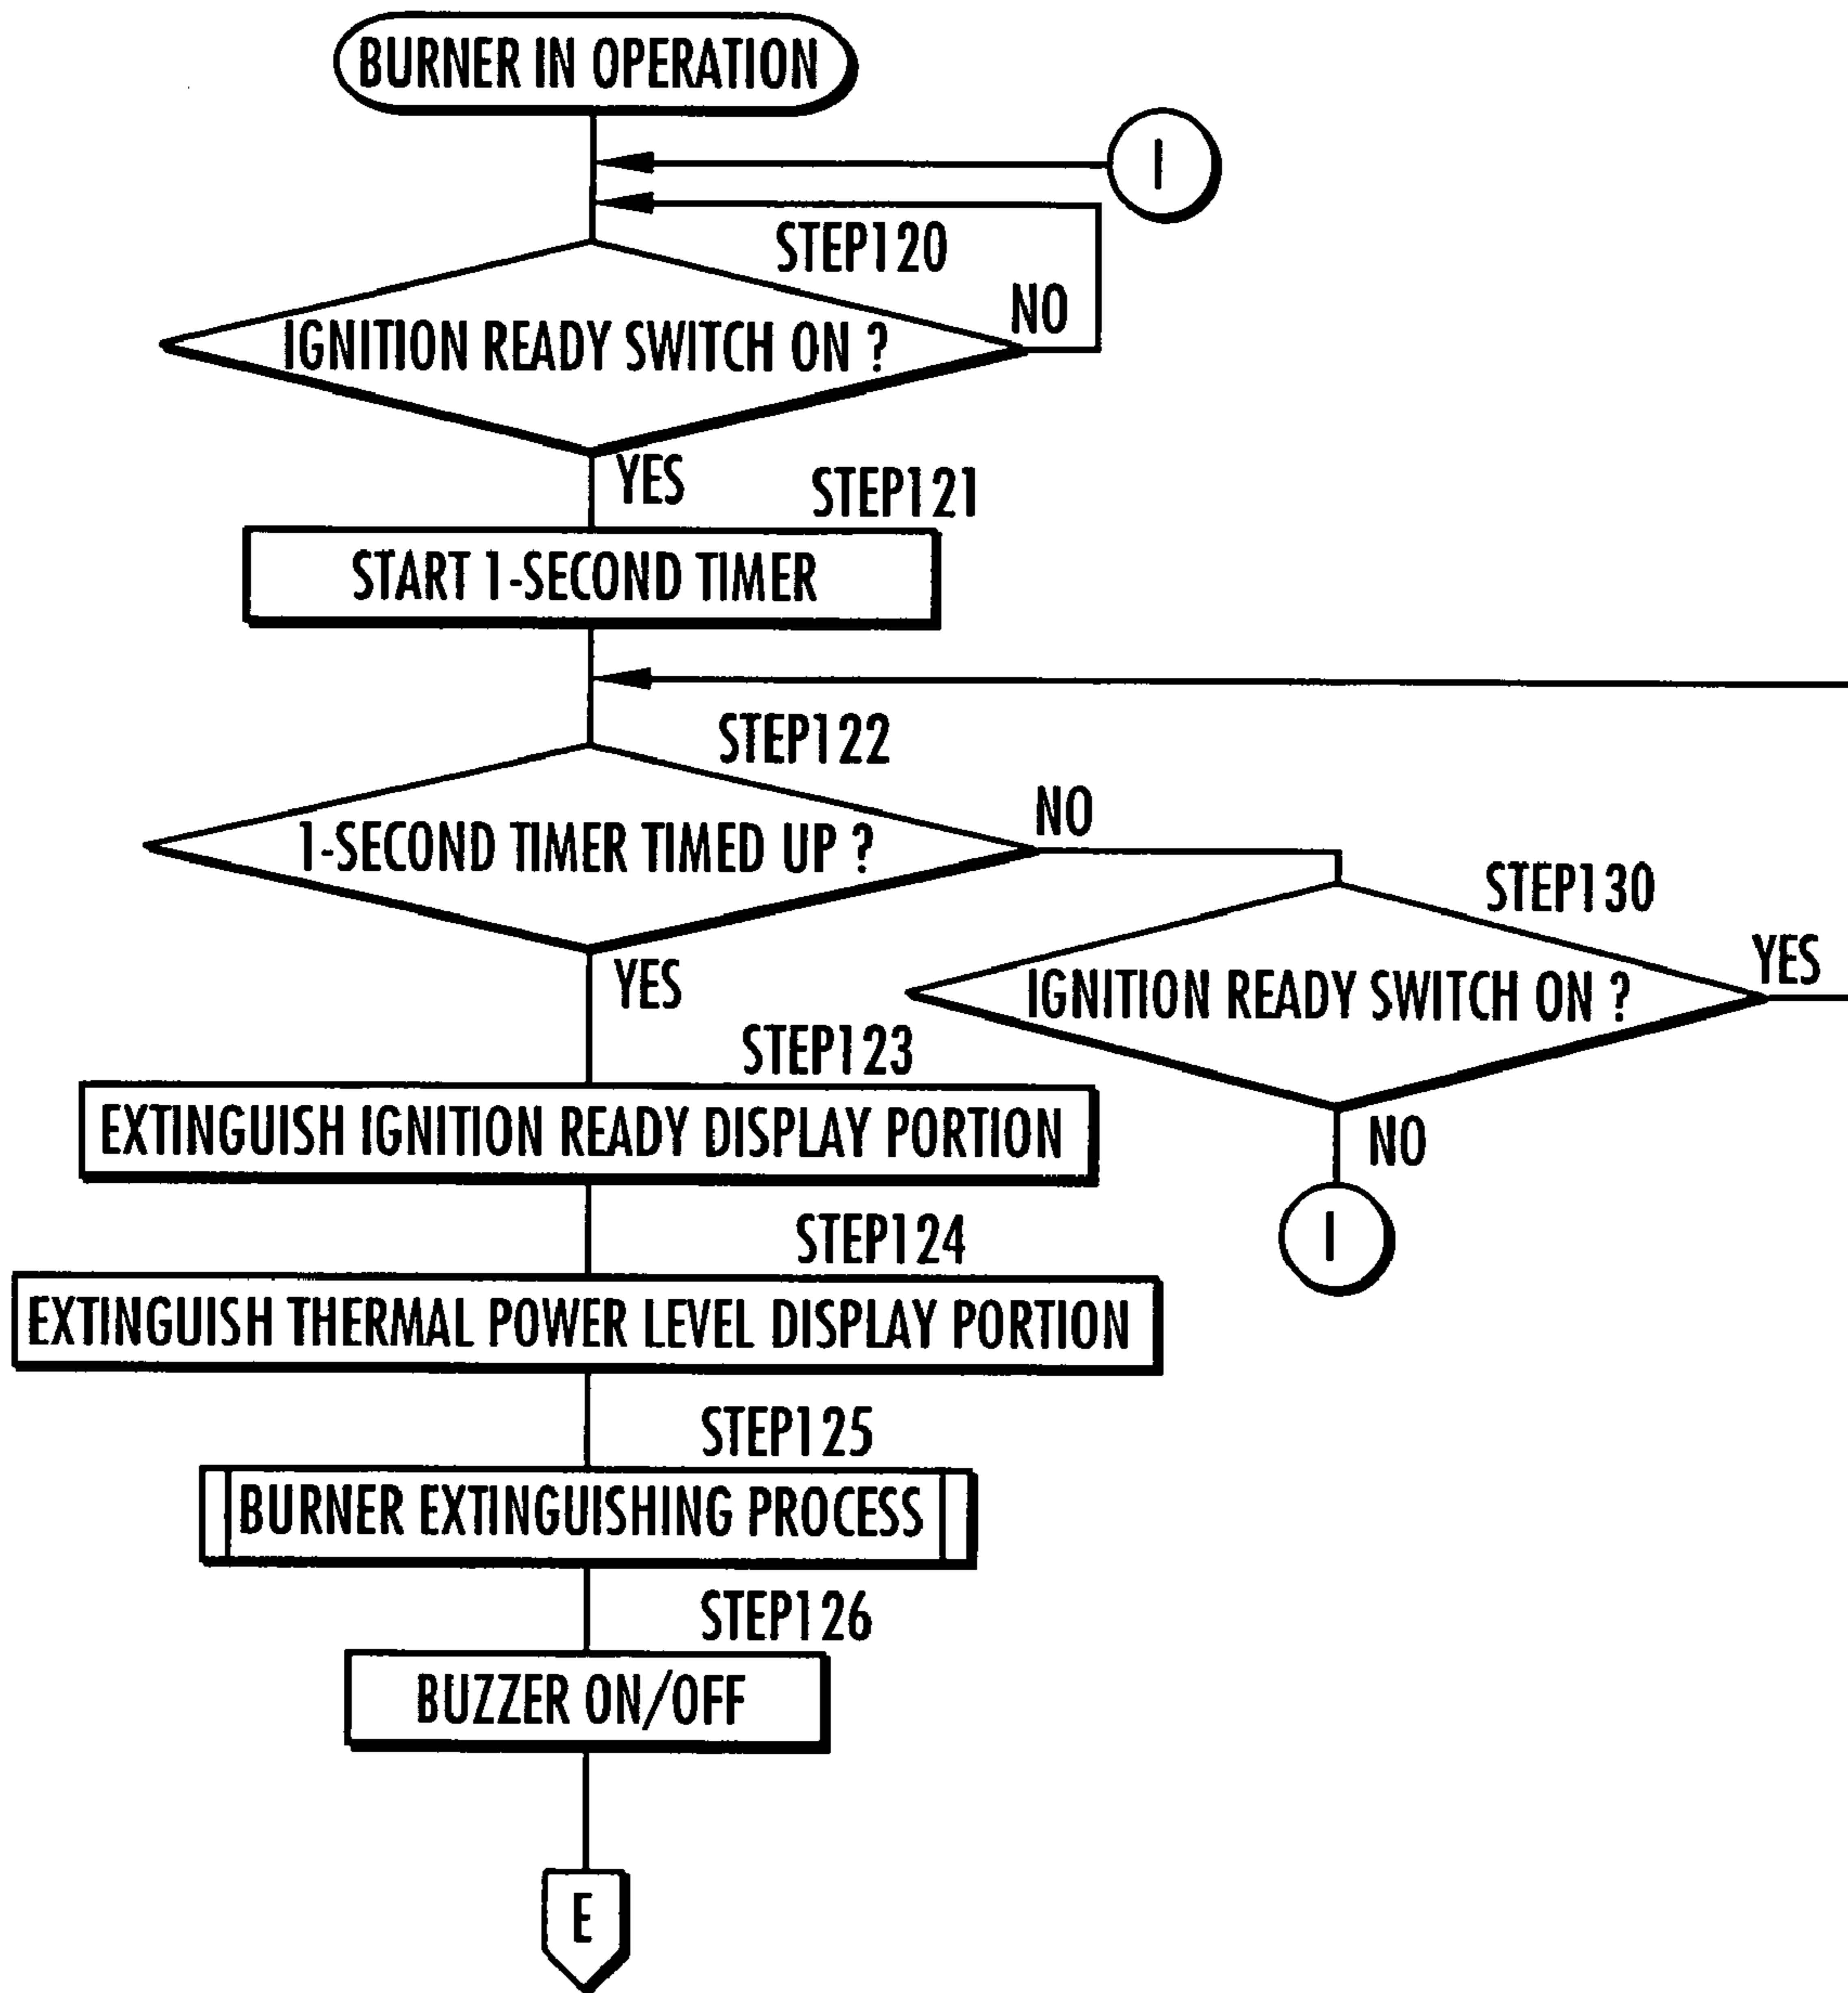 BURNER IN OPERATION
I
STEP120
NO
IGNITION READY SWITCH ON ?
YES
STEP121
START 1-SECOND TIMER
STEP122
NO
1-SECOND TIMER TIMED UP ?
STEP130
YES
YES
IGNITION READY SWITCH ON ?
STEP123
EXTINGUISH IGNITION READY DISPLAY PORTION
NO
I
STEP124
EXTINGUISH THERMAL POWER LEVEL DISPLAY PORTION
STEP125
BURNER EXTINGUISHING PROCESS
STEP126
BUZZER ON/OFF
E